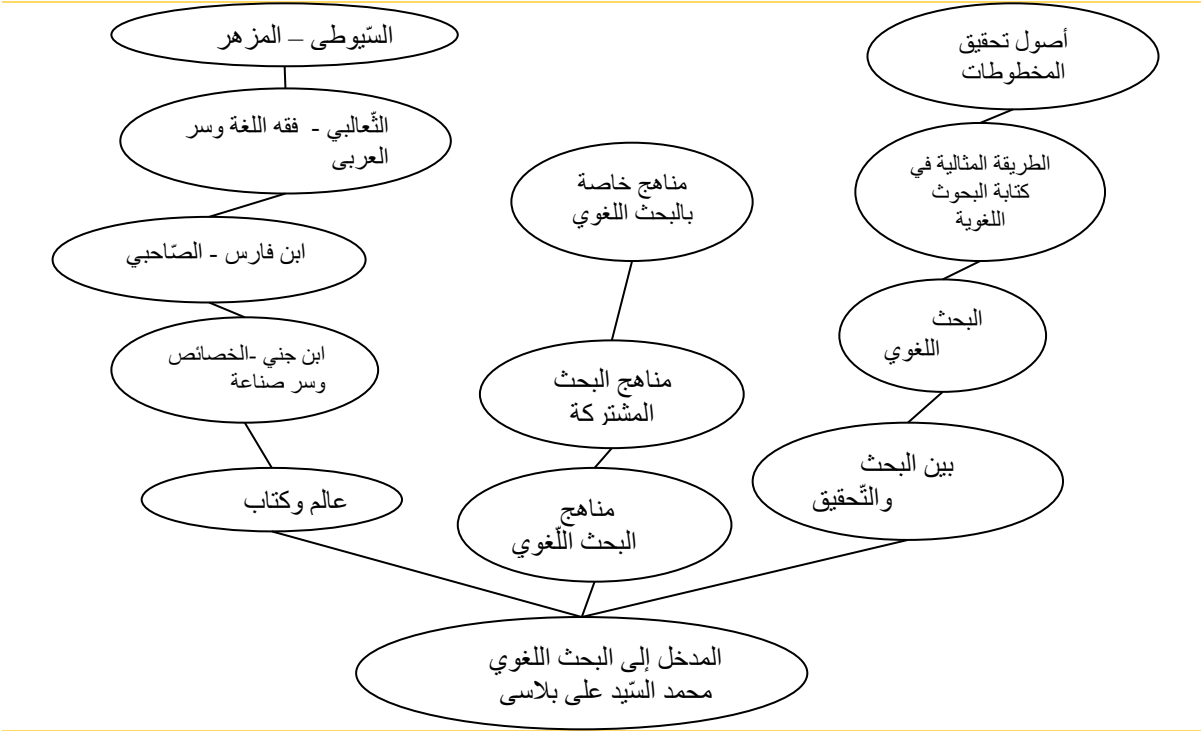 أصول تحقيق
المخطوطات
الطريقة المثالية في
كتابة البحوث
اللغوية
البحث
اللغوي
بين البحث
والتّحقيق
مناهج خاصة
بالبحث اللغوي
مناهج البحث
المشتركة
مناهج
البحث اللّغوي
السّيوطى – المزهر
الثّعالبي - فقه اللغة وسر
العربى
ابن فارس - الصّاحبي
ابن جني -الخصائص
وسر صناعة
عالم وكتاب
المدخل إلى البحث اللغوي
محمد السّيد على بلاسى